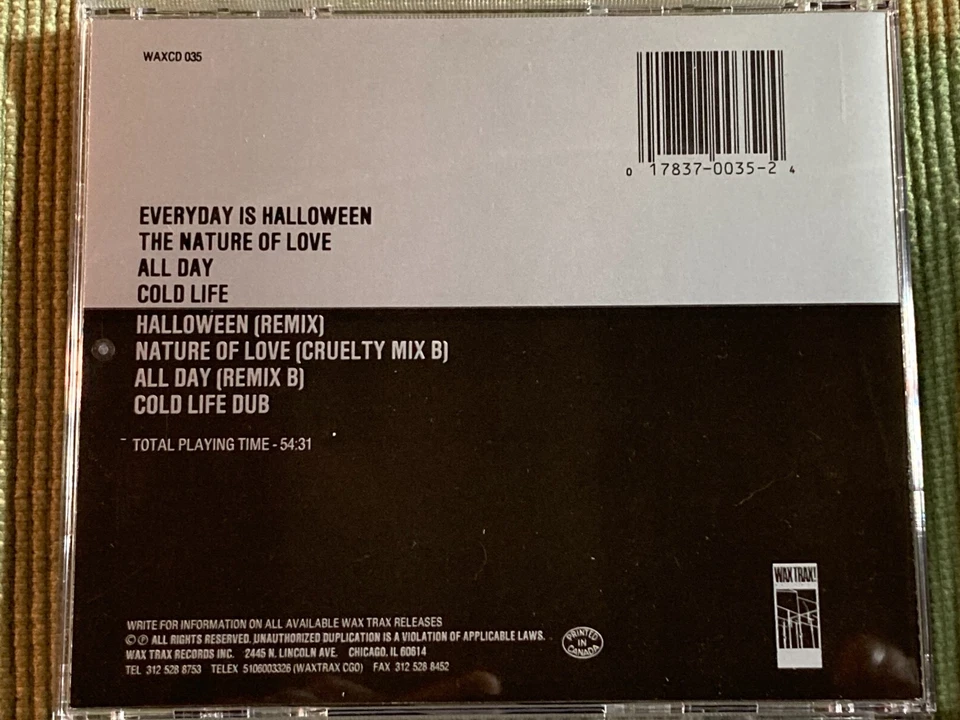 WAXCD 035
0 17837-0035-2 4
EVERYDAY IS HALLOWEEN
THE NATURE OF LOVE
ALL DAY
COLD LIFE
HALLOWEEN (REMIX)
NATURE OF LOVE (CRUELTY MIX B)
ALL DAY (REMIX B)
COLD LIFE DUB
TOTAL PLAYING TIME - 54:31
WAX TRAX!
WRITE FOR INFORMATION ON ALL AVAILABLE WAX TRAX RELEASES
© ℗ ALL RIGHTS RESERVED. UNAUTHORIZED DUPLICATION IS A VIOLATION OF APPLICABLE LAWS.
WAX TRAX RECORDS INC. 2445 N. LINCOLN AVE. CHICAGO, IL 60614
TEL 312 528 8753 TELEX 5106003326 (WAXTRAX CGO) FAX 312 528 8452
PRINTED
IN
CANADA